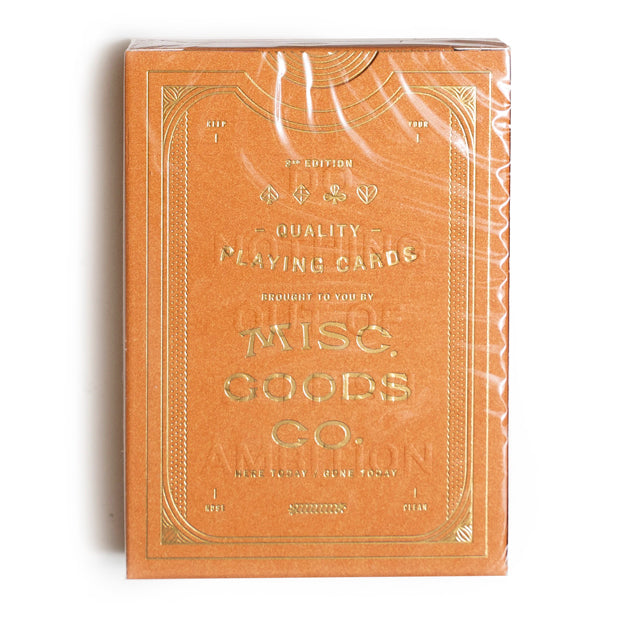 KEEP YOUR
2ND EDITION
DO
QUALITY
NOTHING
PLAYING CARDS
BROUGHT TO YOU BY
OUT OF
MISC.
GOODS
CO.
AMBITION
HERE TODAY · GONE TODAY
NOSE CLEAN